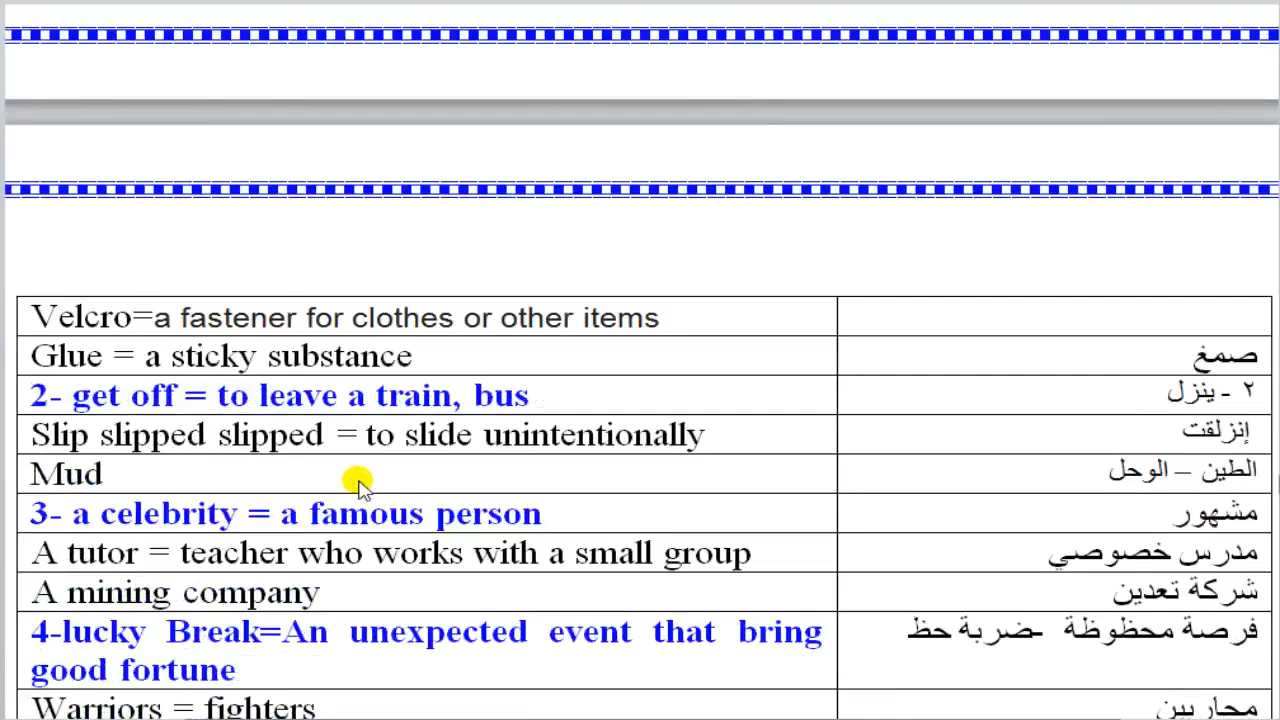 Velcro=a fastener for clothes or other items
Glue = a sticky substance
صمغ
2- get off = to leave a train, bus
٢ - ينزل
Slip slipped slipped = to slide unintentionally
إنزلقت
Mud
الطين – الوحل
3- a celebrity = a famous person
مشهور
A tutor = teacher who works with a small group
مدرس خصوصي
A mining company
شركة تعدين
4-lucky Break=An unexpected event that bring
good fortune
فرصة محظوظة -ضربة حظ
Warriors = fighters
محاربين